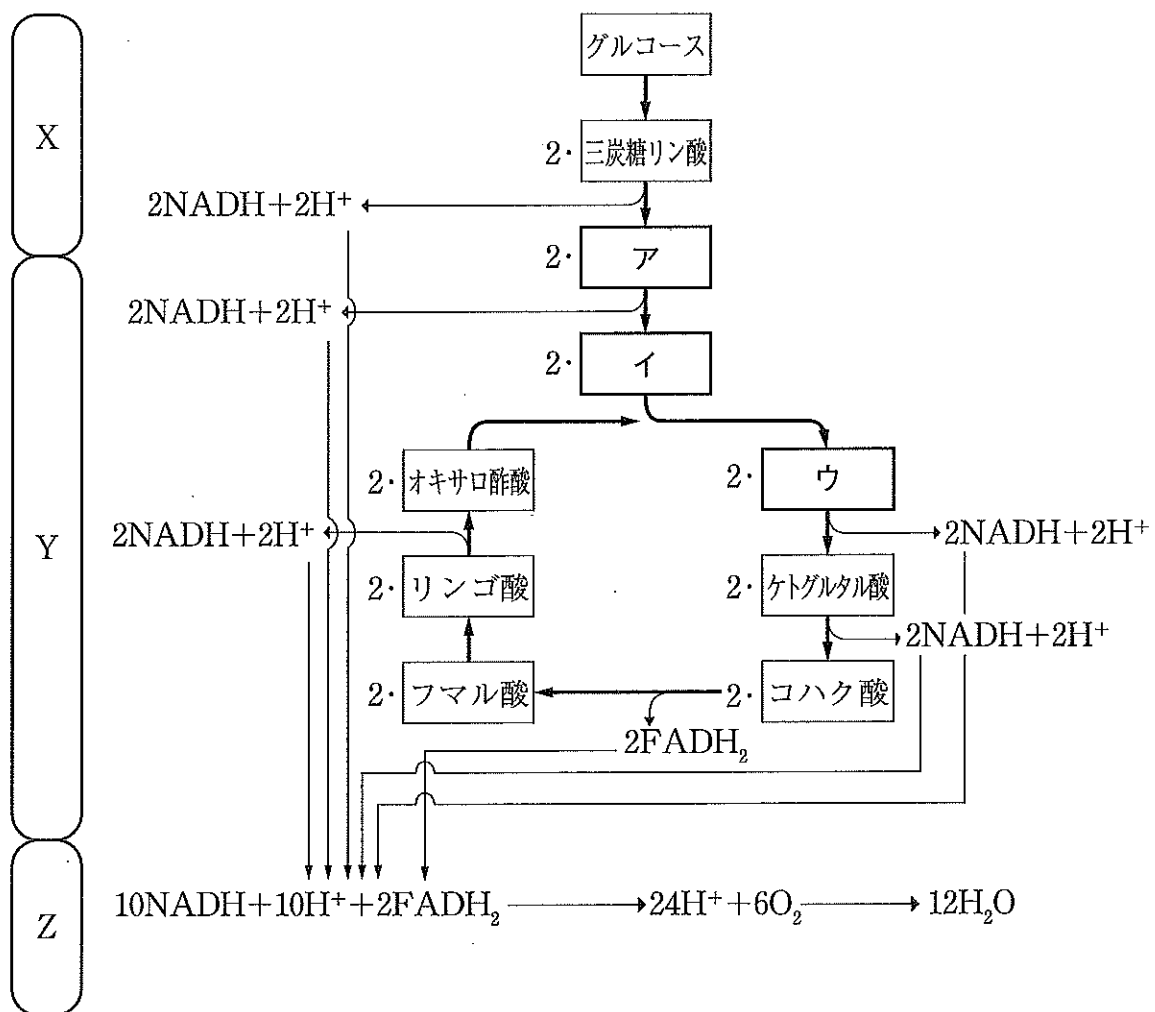 グルコース
X
2・三炭糖リン酸
2NADH+2H⁺
2・ア
2NADH+2H⁺
2・イ
2・オキサロ酢酸
2・ウ
Y
2NADH+2H⁺
2NADH+2H⁺
2・リンゴ酸
2・ケトグルタル酸
2NADH+2H⁺
2・フマル酸
2・コハク酸
2FADH₂
Z
10NADH+10H⁺+2FADH₂
24H⁺+6O₂
12H₂O